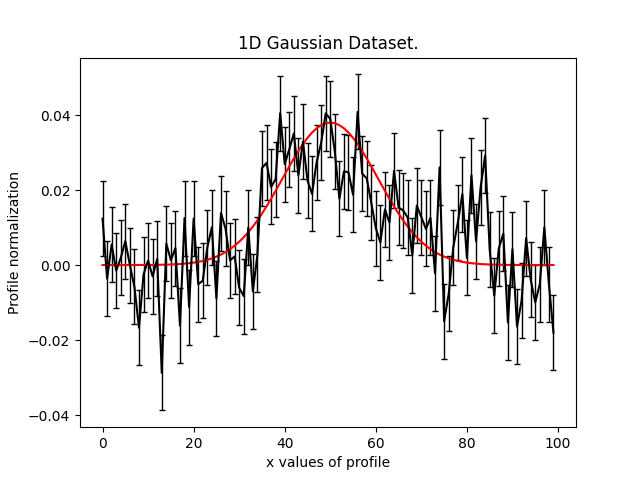 1D Gaussian Dataset.
Profile normalization
0.04
0.02
0.00
−0.02
−0.04
0 20 40 60 80 100
x values of profile